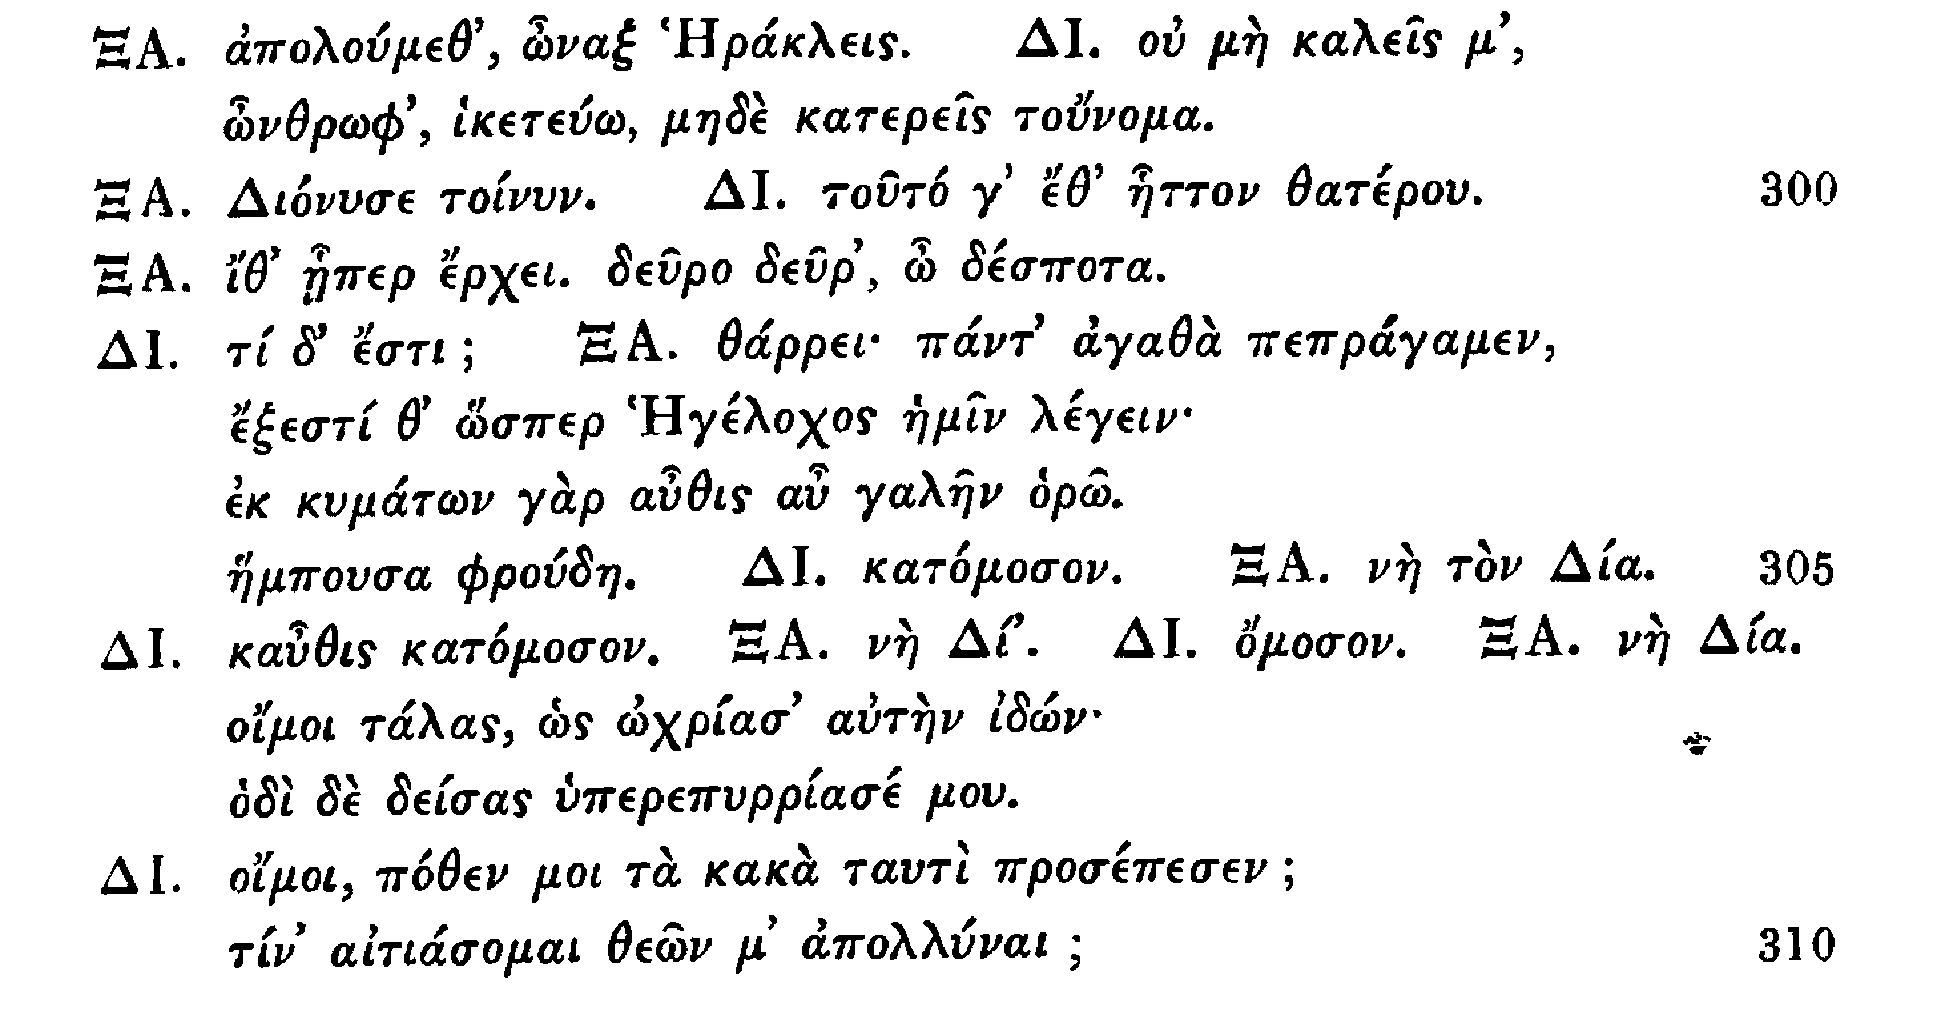 ΞΑ. ἀπολούμεθ’, ὦναξ Ἡράκλεις. ΔΙ. οὐ μὴ καλεῖς μ’,
ὦνθρωφ’, ἱκετεύω, μηδὲ κατερεῖς τοὔνομα.
ΞΑ. Διόνυσε τοίνυν. ΔΙ. τοῦτό γ’ ἔθ’ ἧττον θατέρου. 300
ΞΑ. ἴθ’ ᾗπερ ἔρχει. δεῦρο δεῦρ’, ὦ δέσποτα.
ΔΙ. τί δ’ ἔστι ; ΞΑ. θάρρει· πάντ’ ἀγαθὰ πεπράγαμεν,
ἔξεστί θ’ ὥσπερ Ἡγέλοχος ἡμῖν λέγειν·
ἐκ κυμάτων γὰρ αὖθις αὖ γαλῆν ὁρῶ.
ἥμπουσα φρούδη. ΔΙ. κατόμοσον. ΞΑ. νὴ τὸν Δία. 305
ΔΙ. καὖθις κατόμοσον. ΞΑ. νὴ Δί’. ΔΙ. ὄμοσον. ΞΑ. νὴ Δία.
οἴμοι τάλας, ὡς ὠχρίασ’ αὐτὴν ἰδών·
ὁδὶ δὲ δείσας ὑπερεπυρρίασέ μου.
ΔΙ. οἴμοι, πόθεν μοι τὰ κακὰ ταυτὶ προσέπεσεν ;
τίν’ αἰτιάσομαι θεῶν μ’ ἀπολλύναι ; 310